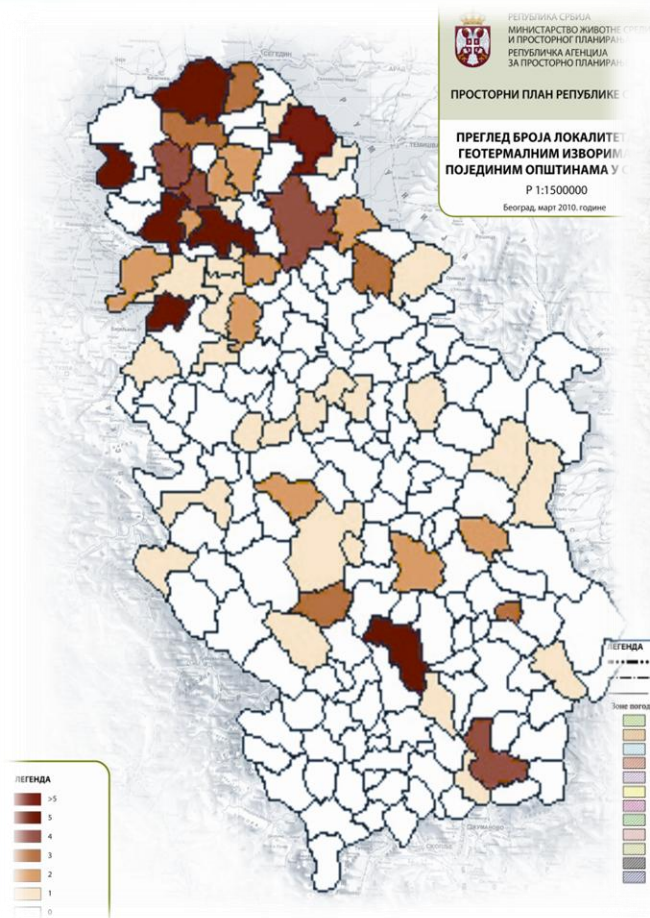 РЕПУБЛИКА СРБИЈА
МИНИСТАРСТВО ЖИВОТНЕ
И ПРОСТОРНОГ ПЛАНИРАЊ
РЕПУБЛИЧКА АГЕНЦИЈА
ЗА ПРОСТОРНО ПЛАНИРАЊ
ПРОСТОРНИ ПЛАН РЕПУБЛИКЕ
ПРЕГЛЕД БРОЈА ЛОКАЛИТЕТ
ГЕОТЕРМАЛНИМ ИЗВОРИМ
ПОЈЕДИНИМ ОПШТИНАМА У
Р 1:1500000
Београд, март 2010. године
ЛЕГЕНДА
Зоне погод
ЛЕГЕНДА
>5
5
4
3
2
1
0